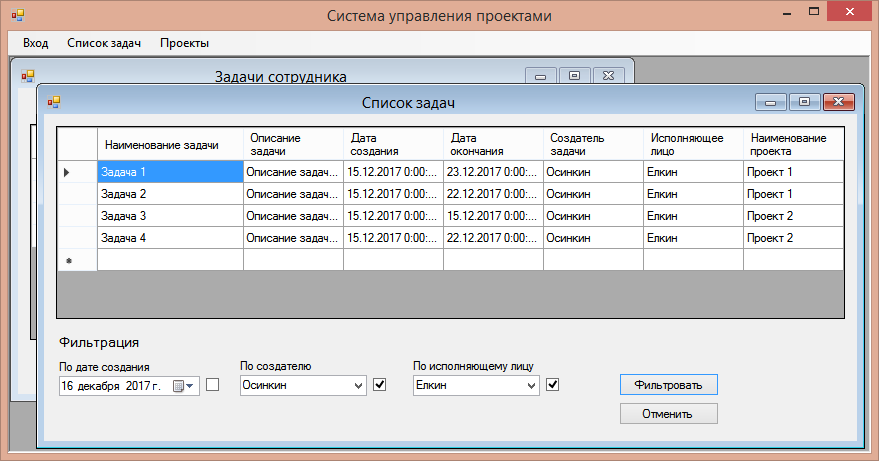 Система управления проектами
Вход Список задач Проекты
Задачи сотрудника
Список задач
Наименование задачи Описание задачи Дата создания Дата окончания Создатель задачи Исполняющее лицо Наименование проекта
Задача 1 Описание задач... 15.12.2017 0:00:... 23.12.2017 0:00:... Осинкин Елкин Проект 1
Задача 2 Описание задач... 15.12.2017 0:00:... 22.12.2017 0:00:... Осинкин Елкин Проект 1
Задача 3 Описание задач... 15.12.2017 0:00:... 15.12.2017 0:00:... Осинкин Елкин Проект 2
Задача 4 Описание задач... 15.12.2017 0:00:... 22.12.2017 0:00:... Осинкин Елкин Проект 2
Фильтрация
По дате создания По создателю По исполняющему лицу
16 декабря 2017 г. Осинкин Елкин Фильтровать
Отменить